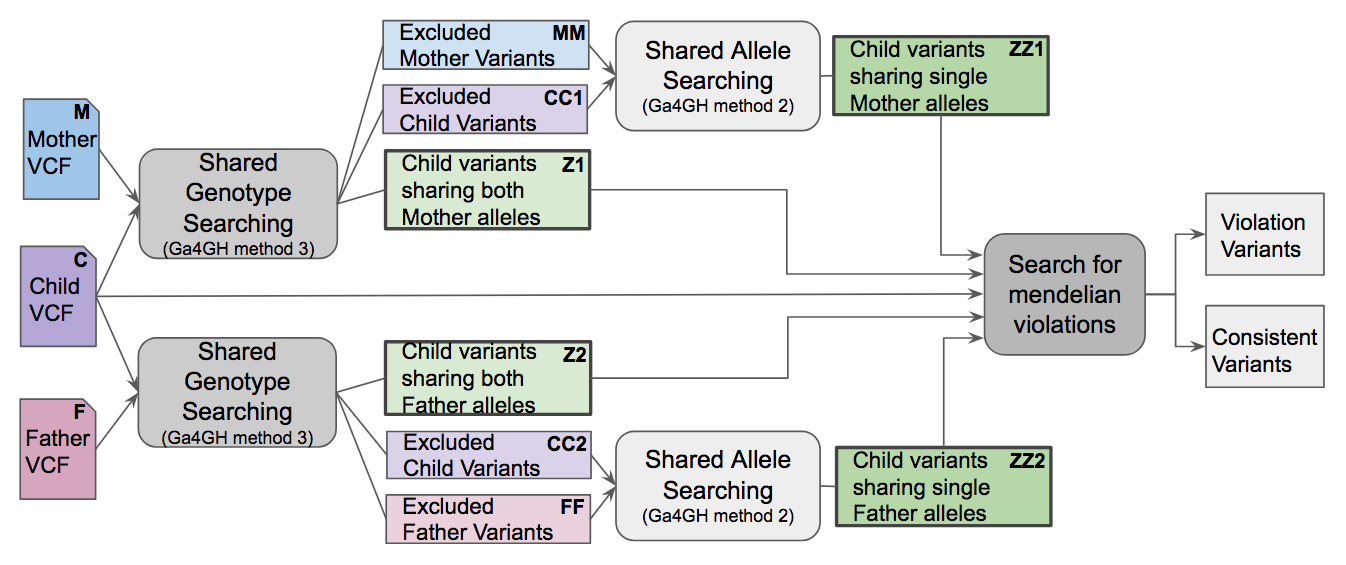 M
Mother
VCF
C
Child
VCF
F
Father
VCF
Shared
Genotype
Searching
(Ga4GH method 3)
Shared
Genotype
Searching
(Ga4GH method 3)
Excluded MM
Mother Variants
Excluded CC1
Child Variants
Child variants Z1
sharing both
Mother alleles
Child variants Z2
sharing both
Father alleles
Excluded CC2
Child Variants
Excluded FF
Father Variants
Shared Allele
Searching
(Ga4GH method 2)
Shared Allele
Searching
(Ga4GH method 2)
Child variants ZZ1
sharing single
Mother alleles
Child variants ZZ2
sharing single
Father alleles
Search for
mendelian
violations
Violation
Variants
Consistent
Variants